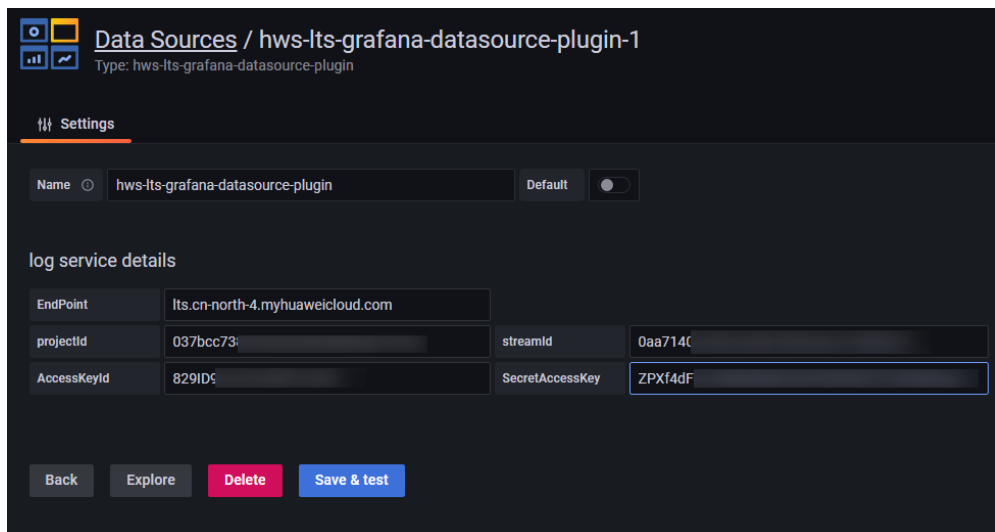 Data Sources / hws-lts-grafana-datasource-plugin-1
Type: hws-lts-grafana-datasource-plugin
Settings
Name hws-lts-grafana-datasource-plugin Default
log service details
EndPoint lts.cn-north-4.myhuaweicloud.com
projectId 037bcc73 streamId 0aa7140
AccessKeyId 829ID9 SecretAccessKey ZPXf4dF
Back Explore Delete Save & test